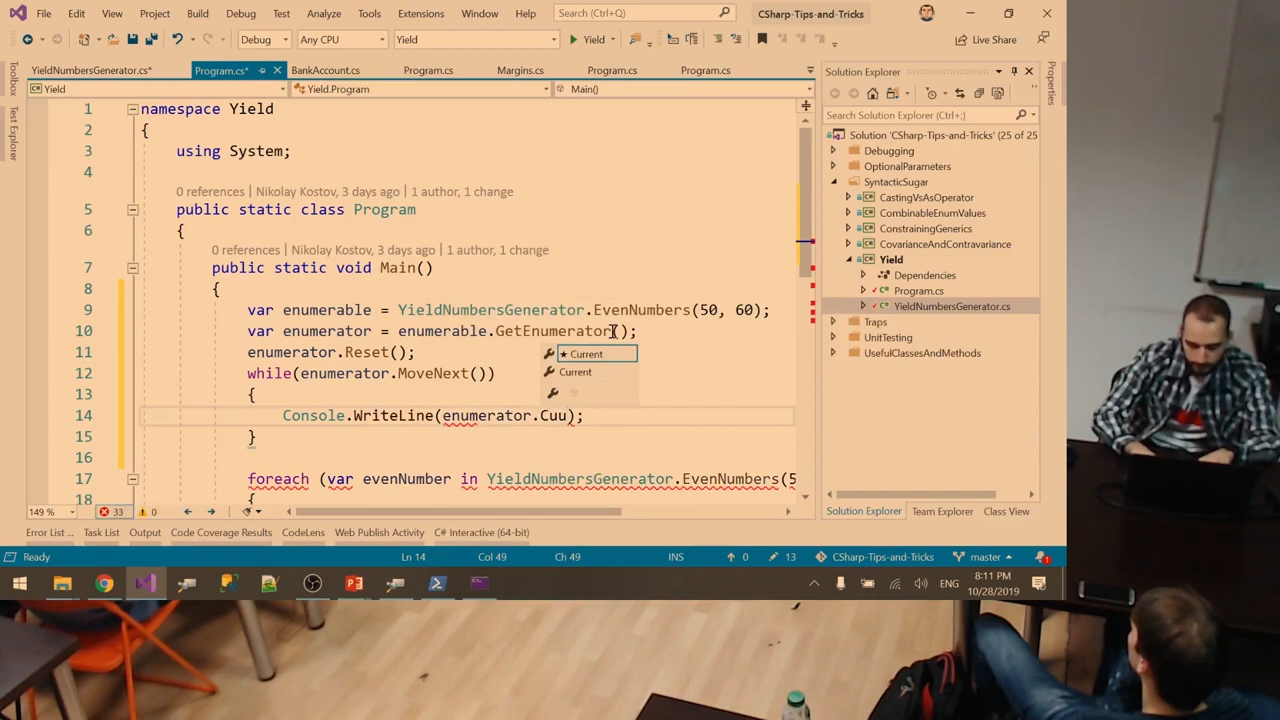 File Edit View Project Build Debug Test Analyze Tools Extensions Window Help Search (Ctrl+Q) CSharp-Tips-and-Tricks
Debug Any CPU Yield Yield Live Share
YieldNumbersGenerator.cs* Program.cs* BankAccount.cs Program.cs Margins.cs Program.cs Program.cs
Yield Yield.Program Main()
Toolbox
Test Explorer
1 namespace Yield
2 {
3 using System;
4
0 references | Nikolay Kostov, 3 days ago | 1 author, 1 change
5 public static class Program
6 {
0 references | Nikolay Kostov, 3 days ago | 1 author, 1 change
7 public static void Main()
8 {
9 var enumerable = YieldNumbersGenerator.EvenNumbers(50, 60);
10 var enumerator = enumerable.GetEnumerator();
11 enumerator.Reset();
★ Current
12 while(enumerator.MoveNext())
Current
13 {
14 Console.WriteLine(enumerator.Cuu);
15 }
16
17 foreach (var evenNumber in YieldNumbersGenerator.EvenNumbers(5
18 {
149 % 33 0
Solution Explorer
Search Solution Explorer (Ctrl+;)
Solution 'CSharp-Tips-and-Tricks' (25 of 25
Debugging
OptionalParameters
SyntacticSugar
CastingVsAsOperator
CombinableEnumValues
ConstrainingGenerics
CovarianceAndContravariance
Yield
Dependencies
Program.cs
YieldNumbersGenerator.cs
Traps
UnitTesting
UsefulClassesAndMethods
Solution Explorer Team Explorer Class View
Properties
Error List ... Task List Output Code Coverage Results CodeLens Web Publish Activity C# Interactive (64-bit)
Ready Ln 14 Col 49 Ch 49 INS 0 13 CSharp-Tips-and-Tricks master 1
ENG 8:11 PM
10/28/2019